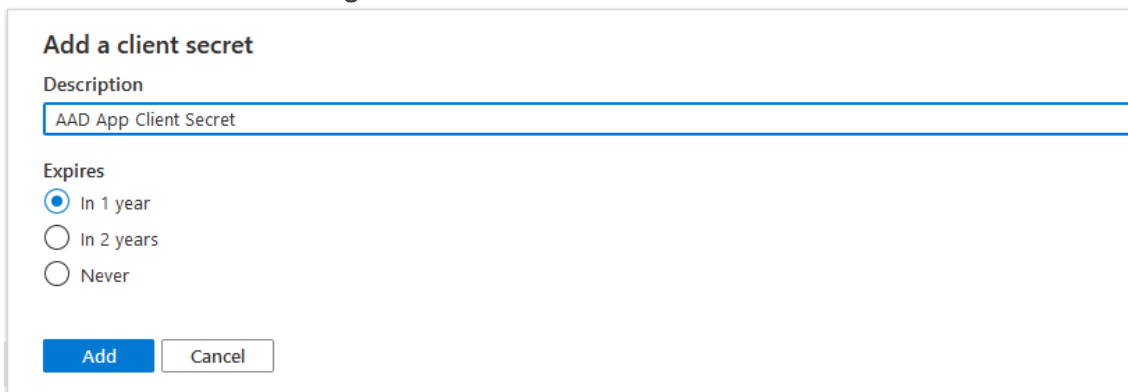 Add a client secret
Description
AAD App Client Secret
Expires
In 1 year
In 2 years
Never
Add Cancel